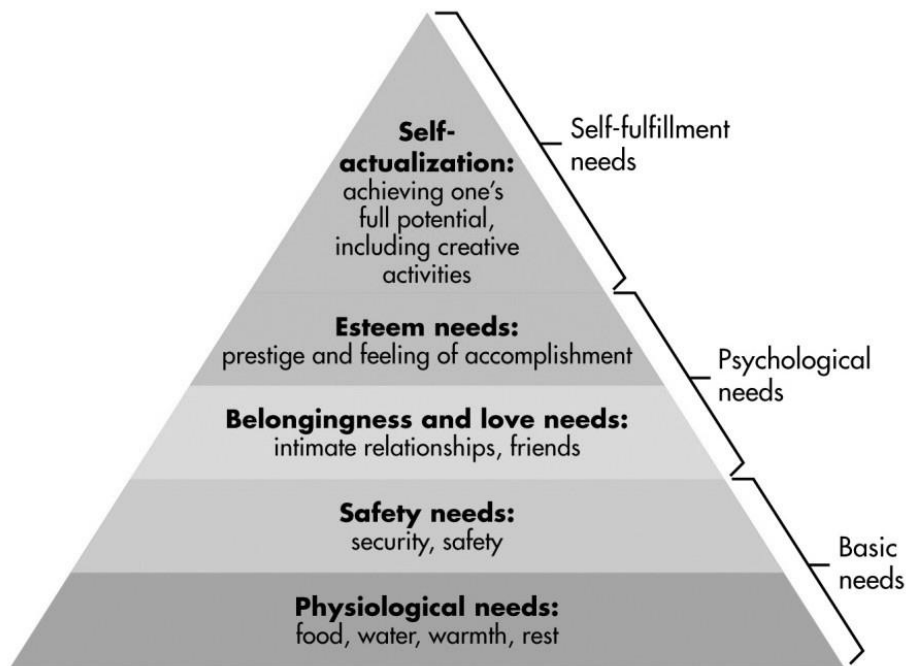 Self-
actualization:
achieving one's
full potential,
including creative
activities
Esteem needs:
prestige and feeling of accomplishment
Belongingness and love needs:
intimate relationships, friends
Safety needs:
security, safety
Physiological needs:
food, water, warmth, rest
Self-fulfillment
needs
Psychological
needs
Basic
needs